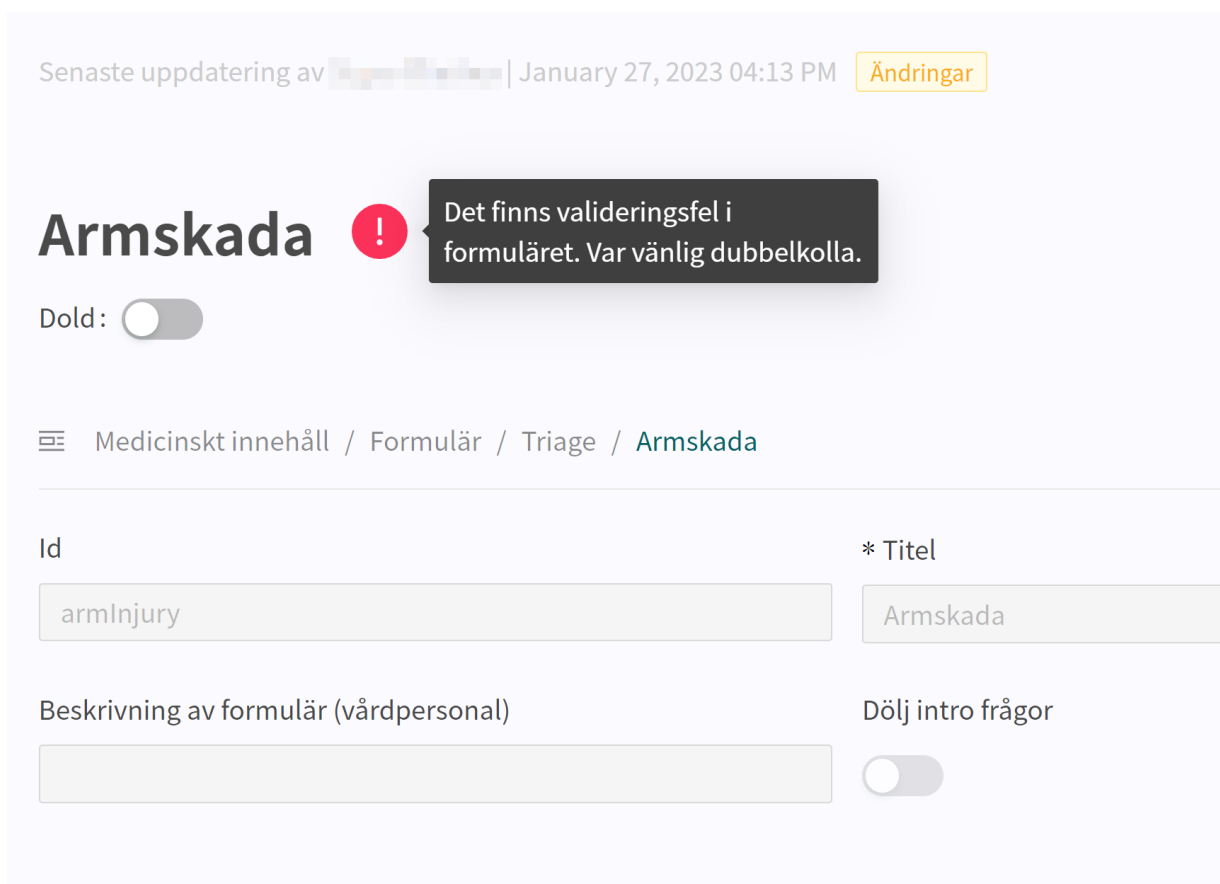 Senaste uppdatering av | January 27, 2023 04:13 PM Ändringar
Armskada
!
Det finns valideringsfel i
formuläret. Var vänlig dubbelkolla.
Dold :
Medicinskt innehåll / Formulär / Triage / Armskada
Id
* Titel
armInjury
Armskada
Beskrivning av formulär (vårdpersonal)
Dölj intro frågor